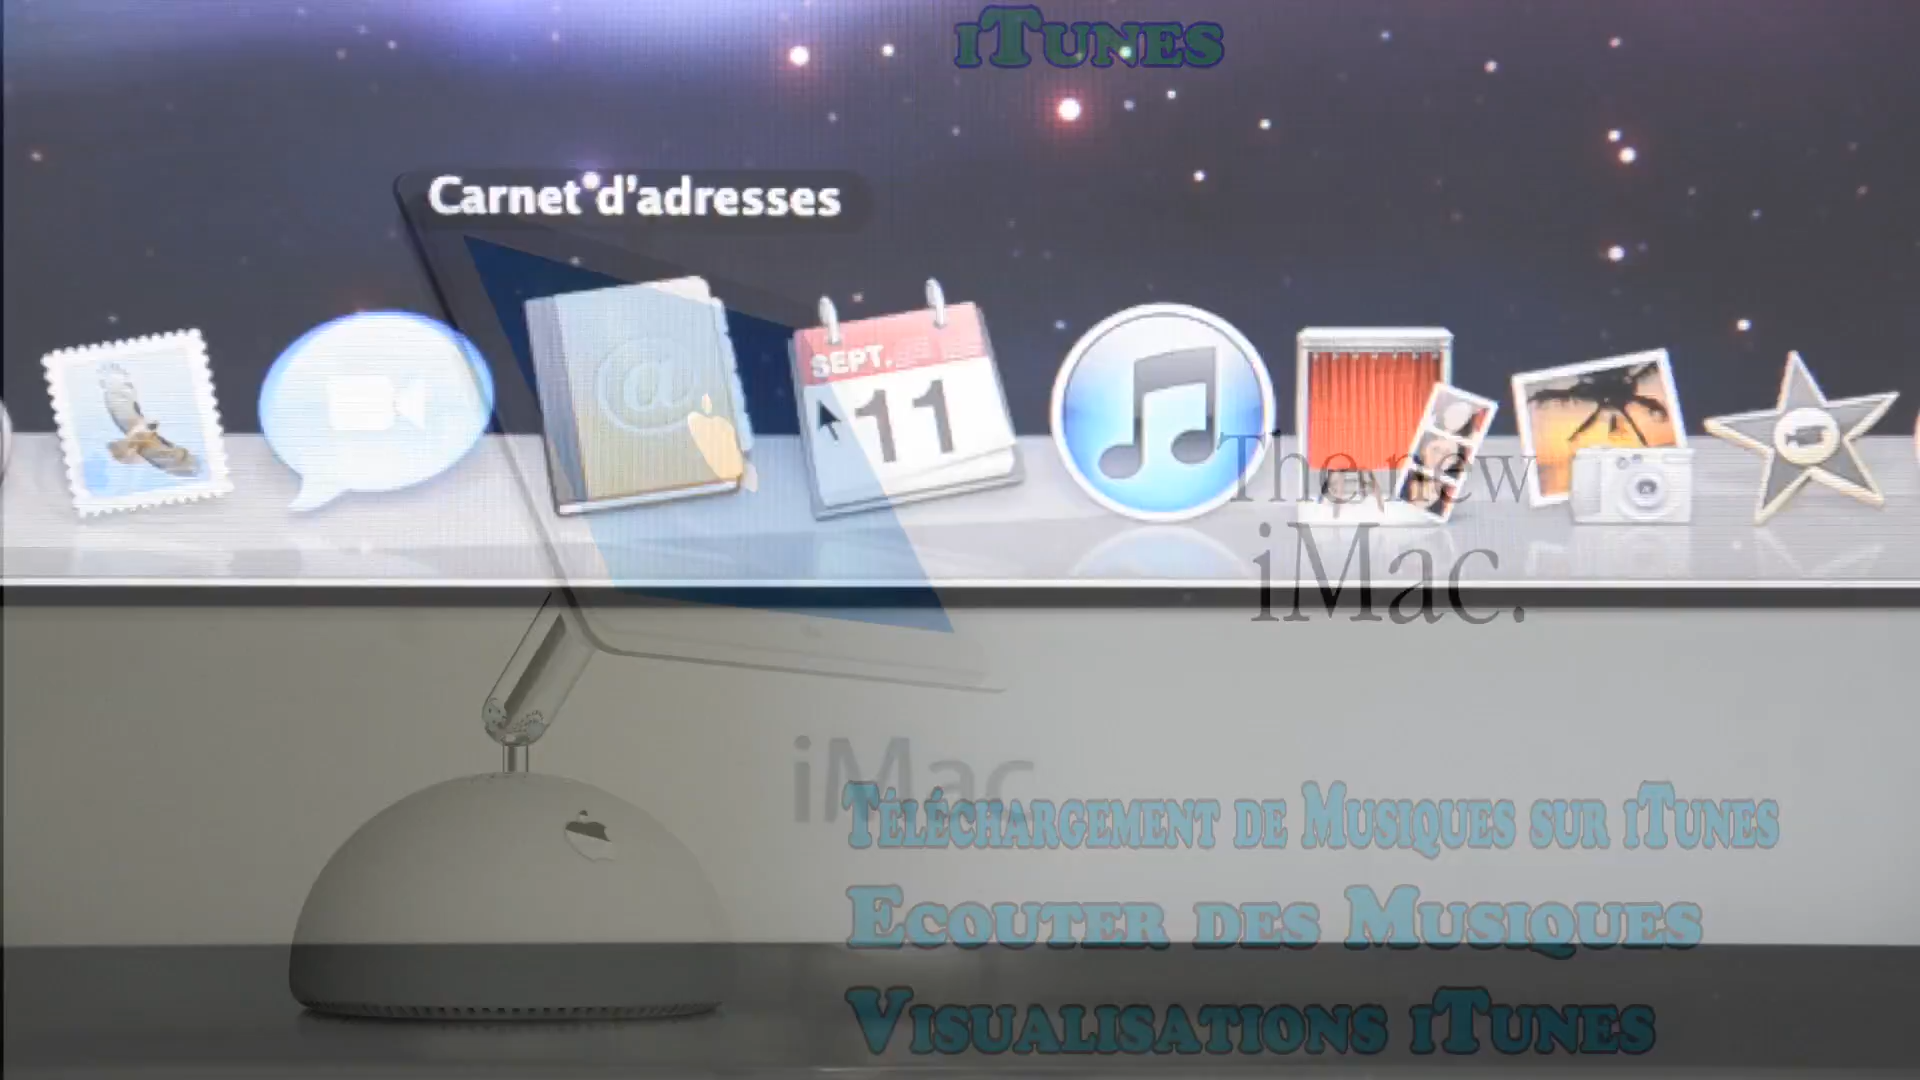 iTunes
Carnet d'adresses
@
SEPT.
11
The new
iMac.
iMac
Téléchargement de Musiques sur iTunes
Ecouter des Musiques
Visualisations iTunes